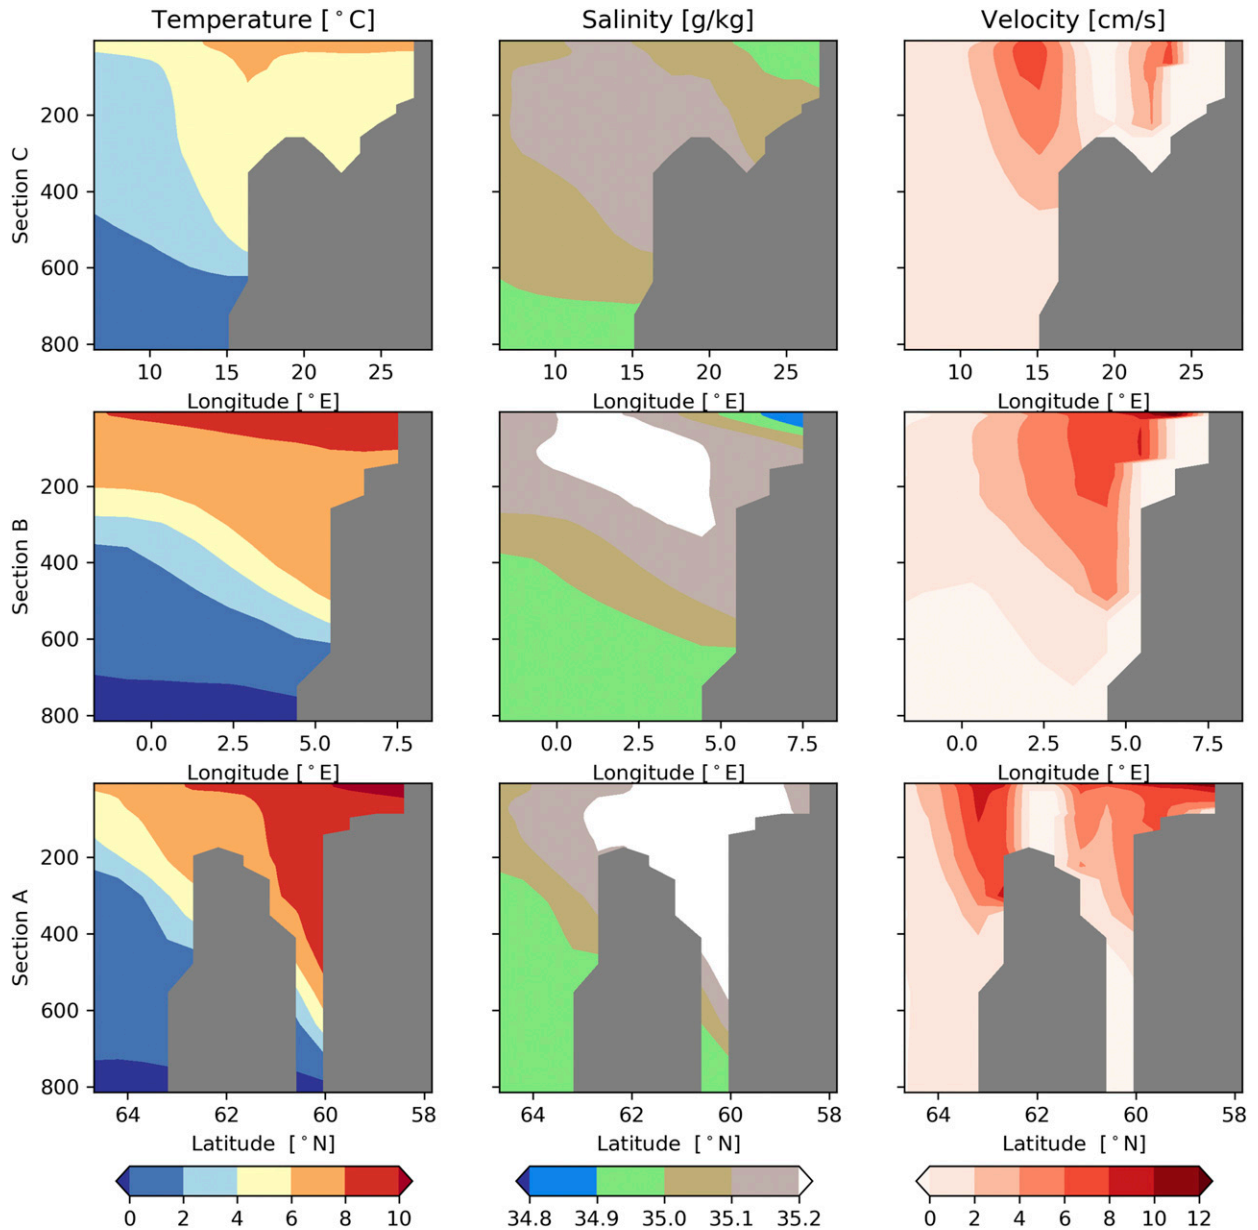 Temperature [°C] Salinity [g/kg] Velocity [cm/s]
Section C
200
400
600
800
10 15 20 25 10 15 20 25 10 15 20 25
Longitude [°E] Longitude [°E] Longitude [°E]
Section B
200
400
600
800
0.0 2.5 5.0 7.5 0.0 2.5 5.0 7.5 0.0 2.5 5.0 7.5
Longitude [°E] Longitude [°E] Longitude [°E]
Section A
200
400
600
800
64 62 60 58 64 62 60 58 64 62 60 58
Latitude [°N] Latitude [°N] Latitude [°N]
0 2 4 6 8 10 34.8 34.9 35.0 35.1 35.2 0 2 4 6 8 10 12